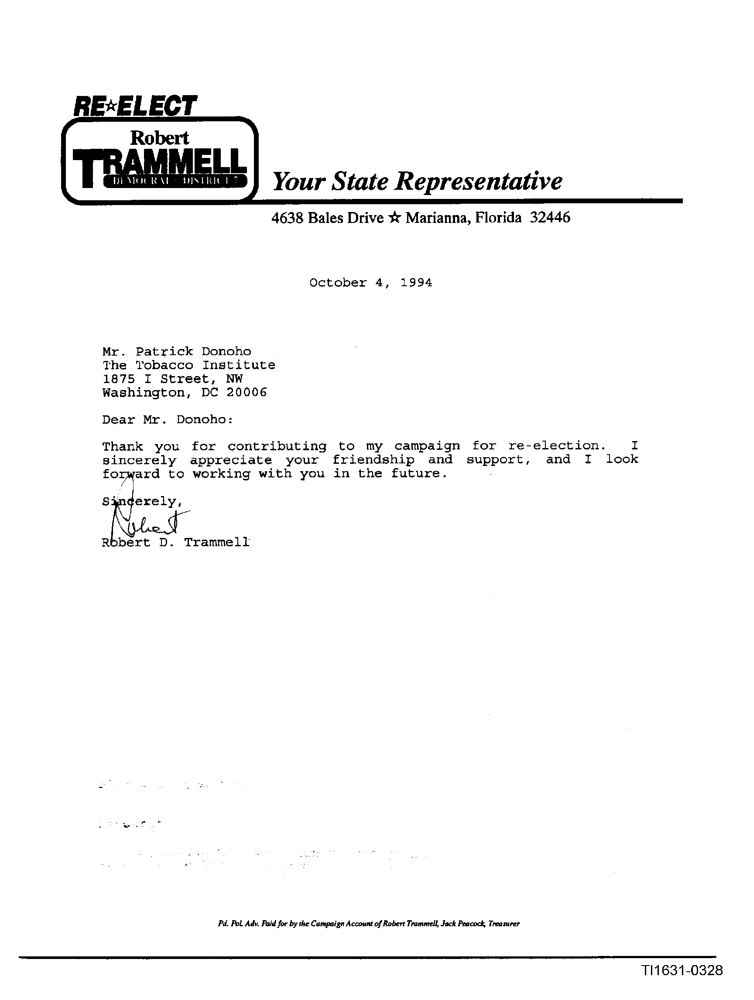 RE☆ELECT
Robert
TRAMMELL
DEMOCRAT DISTRICT 7
Your State Representative
4638 Bales Drive ☆ Marianna, Florida 32446
October 4, 1994
Mr. Patrick Donoho
The Tobacco Institute
1875 I Street, NW
Washington, DC 20006
Dear Mr. Donoho:
Thank you for contributing to my campaign for re-election. I
sincerely appreciate your friendship and support, and I look
forward to working with you in the future.
Sincerely,
Robert
Robert D. Trammell
Pd. Pol. Adv. Paid for by the Campaign Account of Robert Trammell, Jack Peacock, Treasurer
TI1631-0328